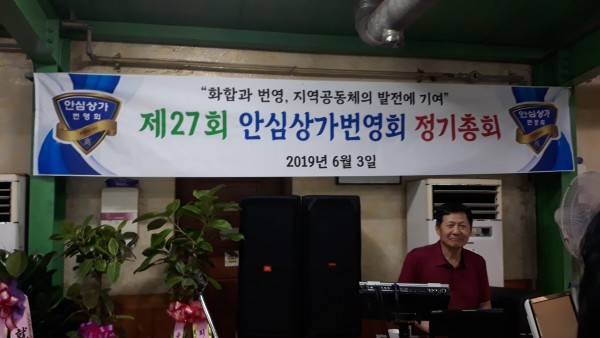 “화합과 번영, 지역공동체의 발전에 기여”
제27회 안심상가번영회 정기총회
2019년 6월 3일
안심상가
번영회
안심상가
번영회
JBL
JBL